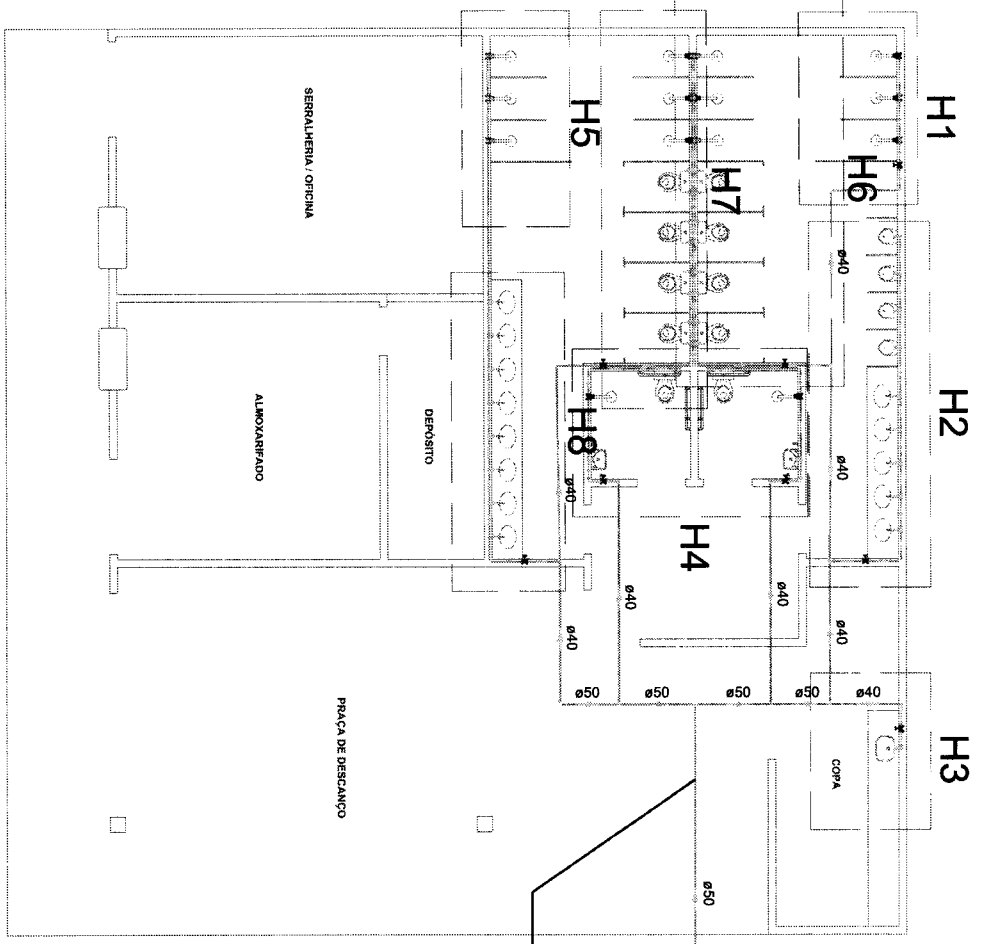 H1
H5
H6
H7
SERRALHERIA / OFICINA
ø40
H2
H8
ø40
ø40
ALMOXARIFADO
DEPÓSITO
H4
ø40
ø40
ø40
ø40
ø50
ø50
ø50
ø50
ø40
H3
PRAÇA DE DESCANÇO
COPA
ø50